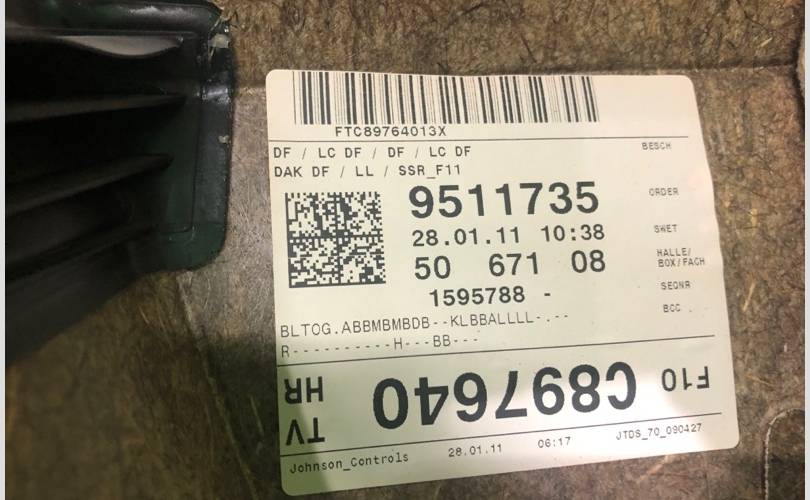 FTC89764013X
DF / LC DF / DF / LC DF
BESCH
DAK DF / LL / SSR_F11
9511735
ORDER
28.01.11 10:38
SWET
50 671 08
HALLE/
BOX/FACH
1595788 -
SEQNR
BCC
BLTOG.ABBMBMBDB--KLBBALLLL-.--
R----------H---BB---
F10 C897640 TV
HR
Johnson_Controls 28.01.11 06:17 JTDS_70_090427